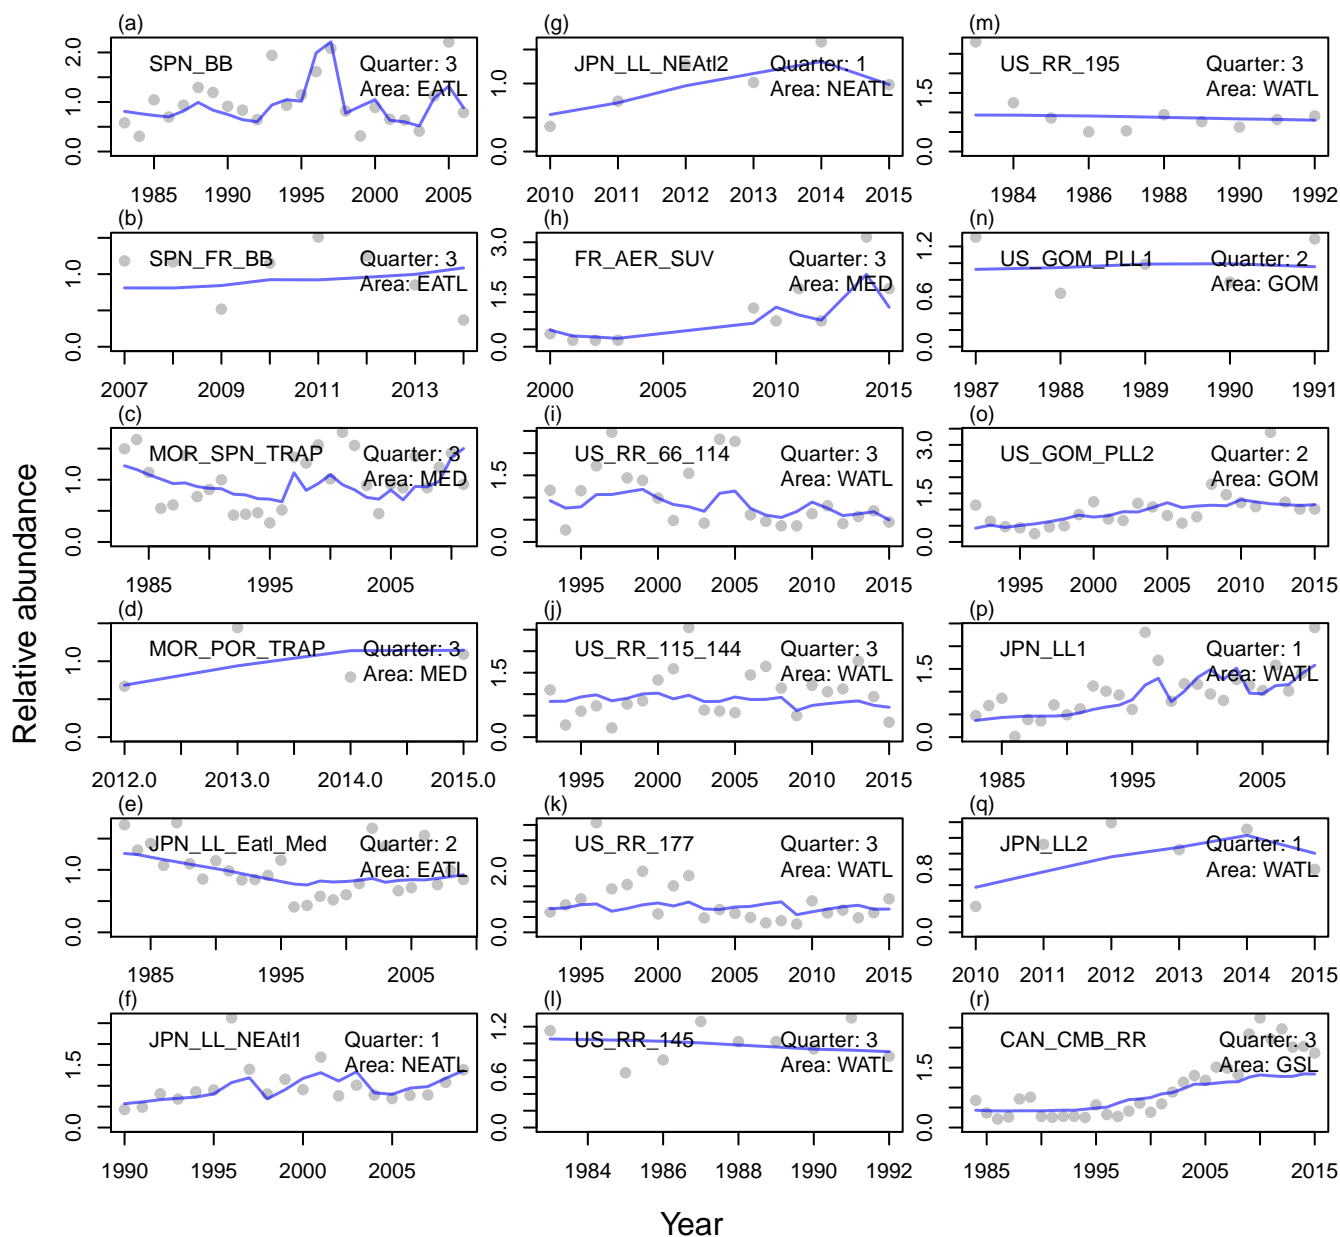 (a)
SPN_BB
Quarter: 3
Area: EATL
0.0 1.0 2.0
1985 1990 1995 2000 2005
(b)
SPN_FR_BB
Quarter: 3
Area: EATL
0.0 1.0
2007 2009 2011 2013
(c)
MOR_SPN_TRAP
Quarter: 3
Area: MED
0.0 1.0
1985 1995 2005
(d)
MOR_POR_TRAP
Quarter: 3
Area: MED
0.0 1.0
2012.0 2013.0 2014.0 2015.0
(e)
JPN_LL_Eatl_Med
Quarter: 2
Area: EATL
0.0 1.0
1985 1995 2005
(f)
JPN_LL_NEAtl1
Quarter: 1
Area: NEATL
0.0 1.5
1990 1995 2000 2005
(g)
JPN_LL_NEAtl2
Quarter: 1
Area: NEATL
0.0 1.0
2010 2011 2012 2013 2014 2015
(h)
FR_AER_SUV
Quarter: 3
Area: MED
0.0 1.5 3.0
2000 2005 2010 2015
(i)
US_RR_66_114
Quarter: 3
Area: WATL
0.0 1.5
1995 2000 2005 2010 2015
(j)
US_RR_115_144
Quarter: 3
Area: WATL
0.0 1.5
1995 2000 2005 2010 2015
(k)
US_RR_177
Quarter: 3
Area: WATL
0.0 2.0
1995 2000 2005 2010 2015
(l)
US_RR_145
Quarter: 3
Area: WATL
0.0 0.6 1.2
1984 1986 1988 1990 1992
(m)
US_RR_195
Quarter: 3
Area: WATL
0.0 1.5
1984 1986 1988 1990 1992
(n)
US_GOM_PLL1
Quarter: 2
Area: GOM
0.0 0.6 1.2
1987 1988 1989 1990 1991
(o)
US_GOM_PLL2
Quarter: 2
Area: GOM
0.0 1.5 3.0
1995 2000 2005 2010 2015
(p)
JPN_LL1
Quarter: 1
Area: WATL
0.0 1.5
1985 1995 2005
(q)
JPN_LL2
Quarter: 1
Area: WATL
0.0 0.8
2010 2011 2012 2013 2014 2015
(r)
CAN_CMB_RR
Quarter: 3
Area: GSL
0.0 1.5
1985 1995 2005 2015
Relative abundance
Year